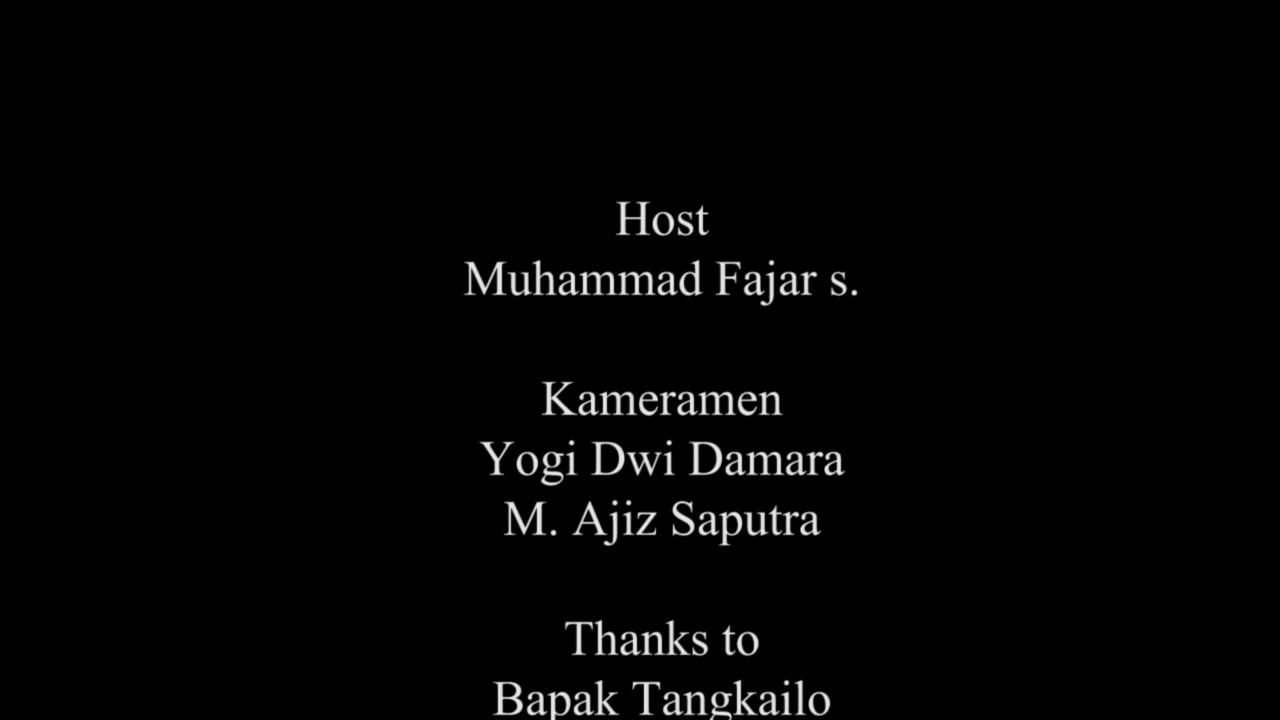 Host
Muhammad Fajar s.
Kameramen
Yogi Dwi Damara
M. Ajiz Saputra
Thanks to
Bapak Tangkailo